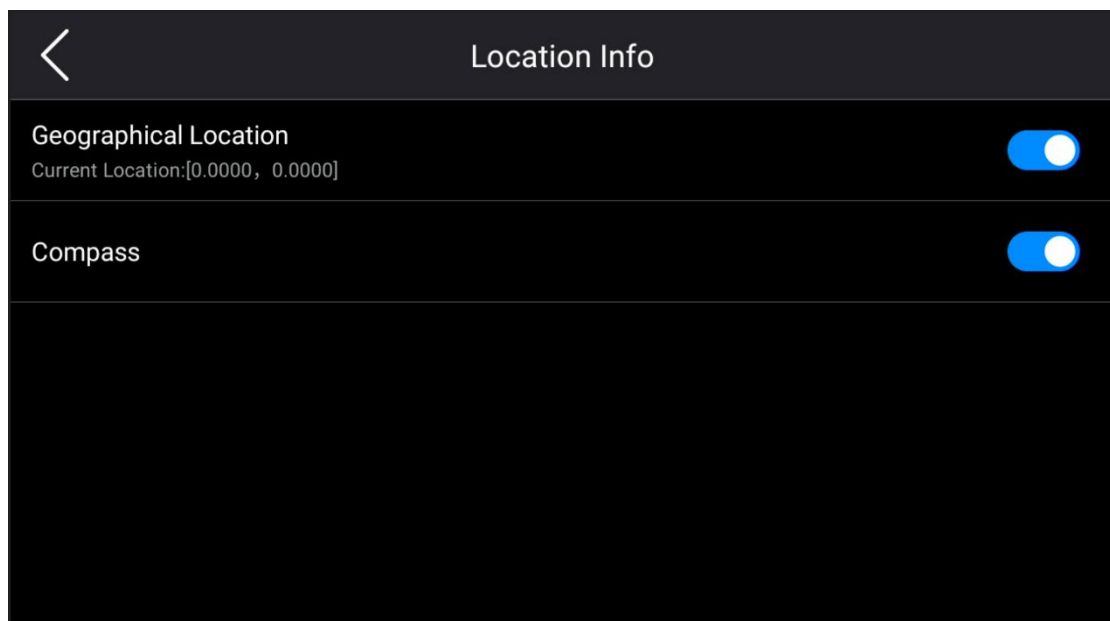 Location Info
Geographical Location
Current Location:[0.0000，0.0000]
Compass